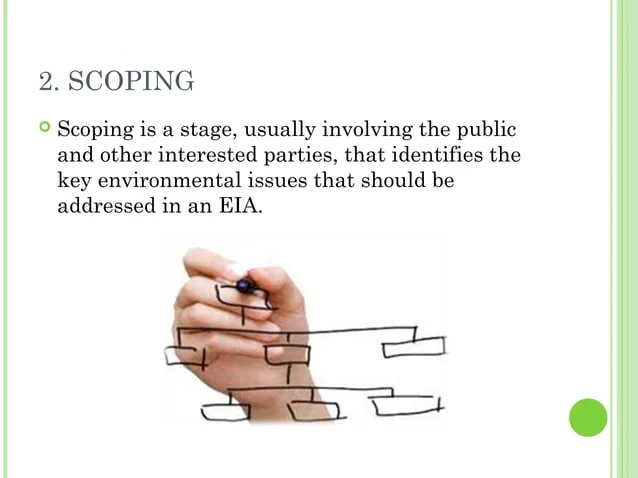 2. SCOPING
Scoping is a stage, usually involving the public
and other interested parties, that identifies the
key environmental issues that should be
addressed in an EIA.